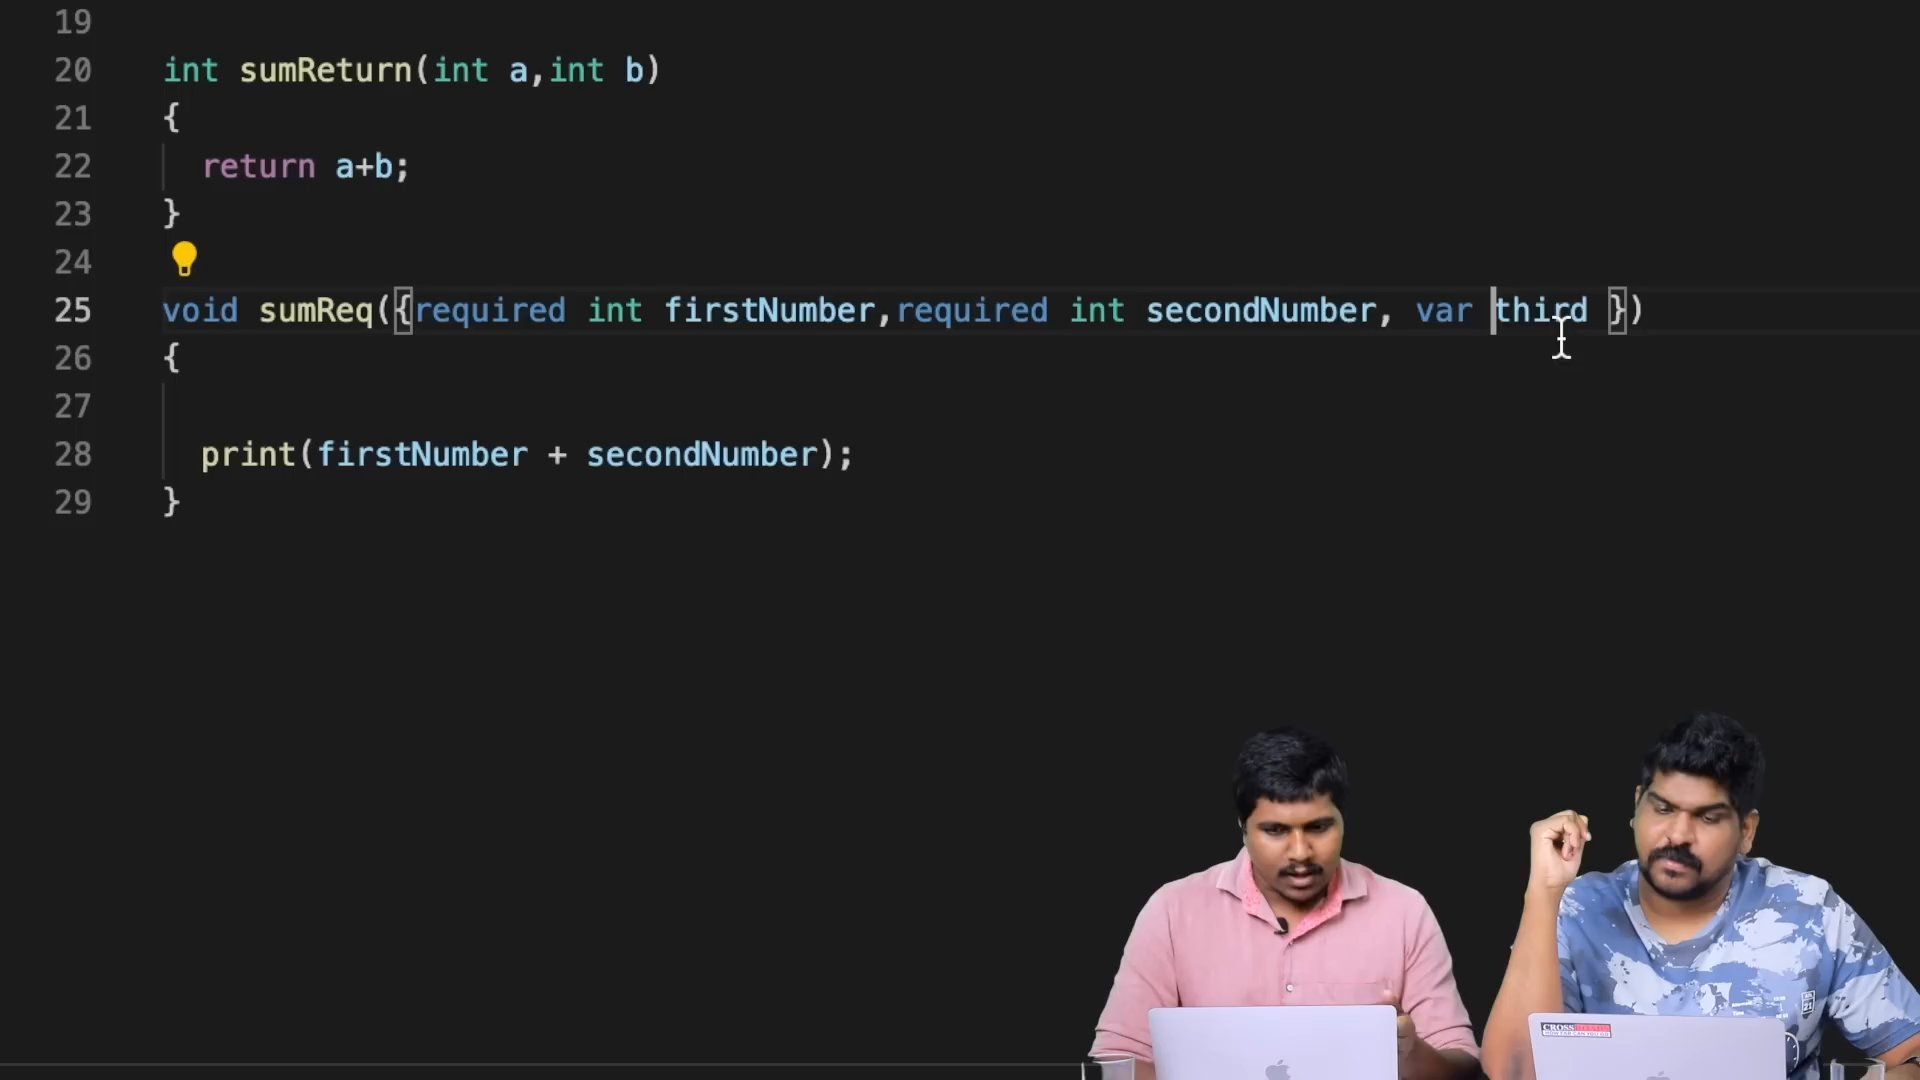 19
20 int sumReturn(int a,int b)
21 {
22 return a+b;
23 }
24
25 void sumReq({required int firstNumber,required int secondNumber, var third })
26 {
27
28 print(firstNumber + secondNumber);
29 }
CROSS